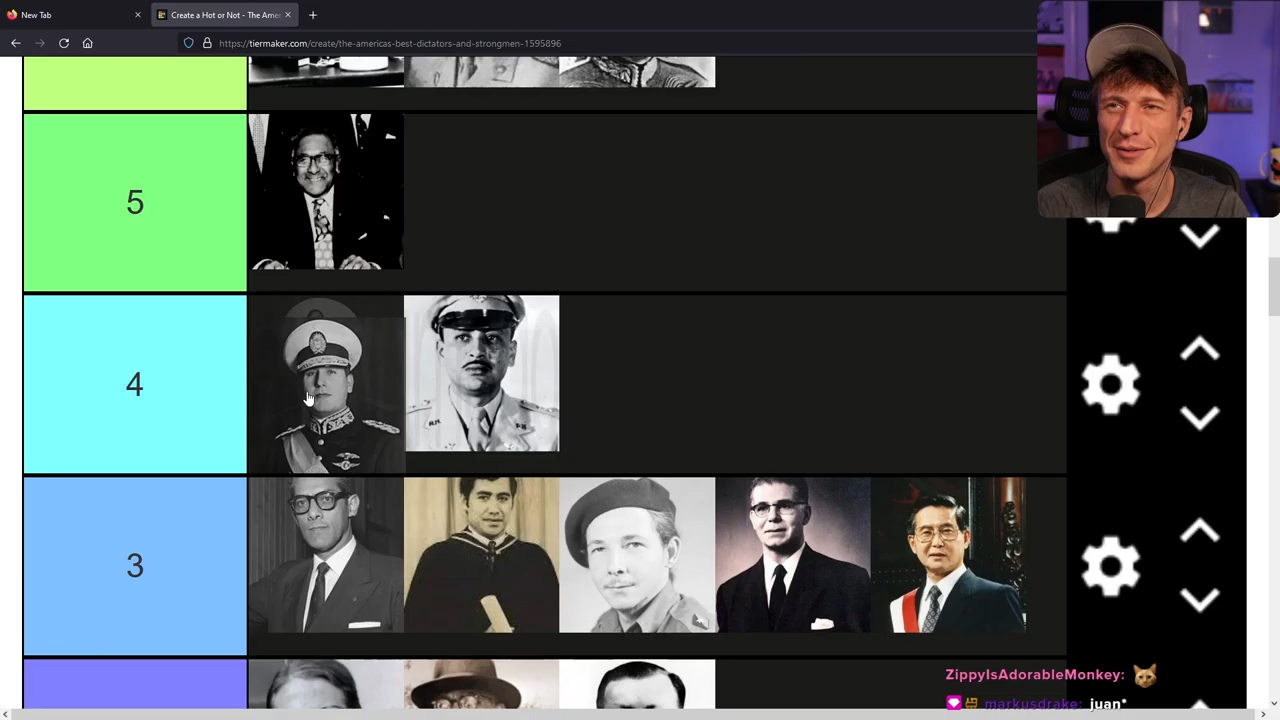 New Tab
Create a Hot or Not - The Ame
https://tiermaker.com/create/the-americas-best-dictators-and-strongmen-1595896
5
4
3
ZippyIsAdorableMonkey:
markusdrake: juan*